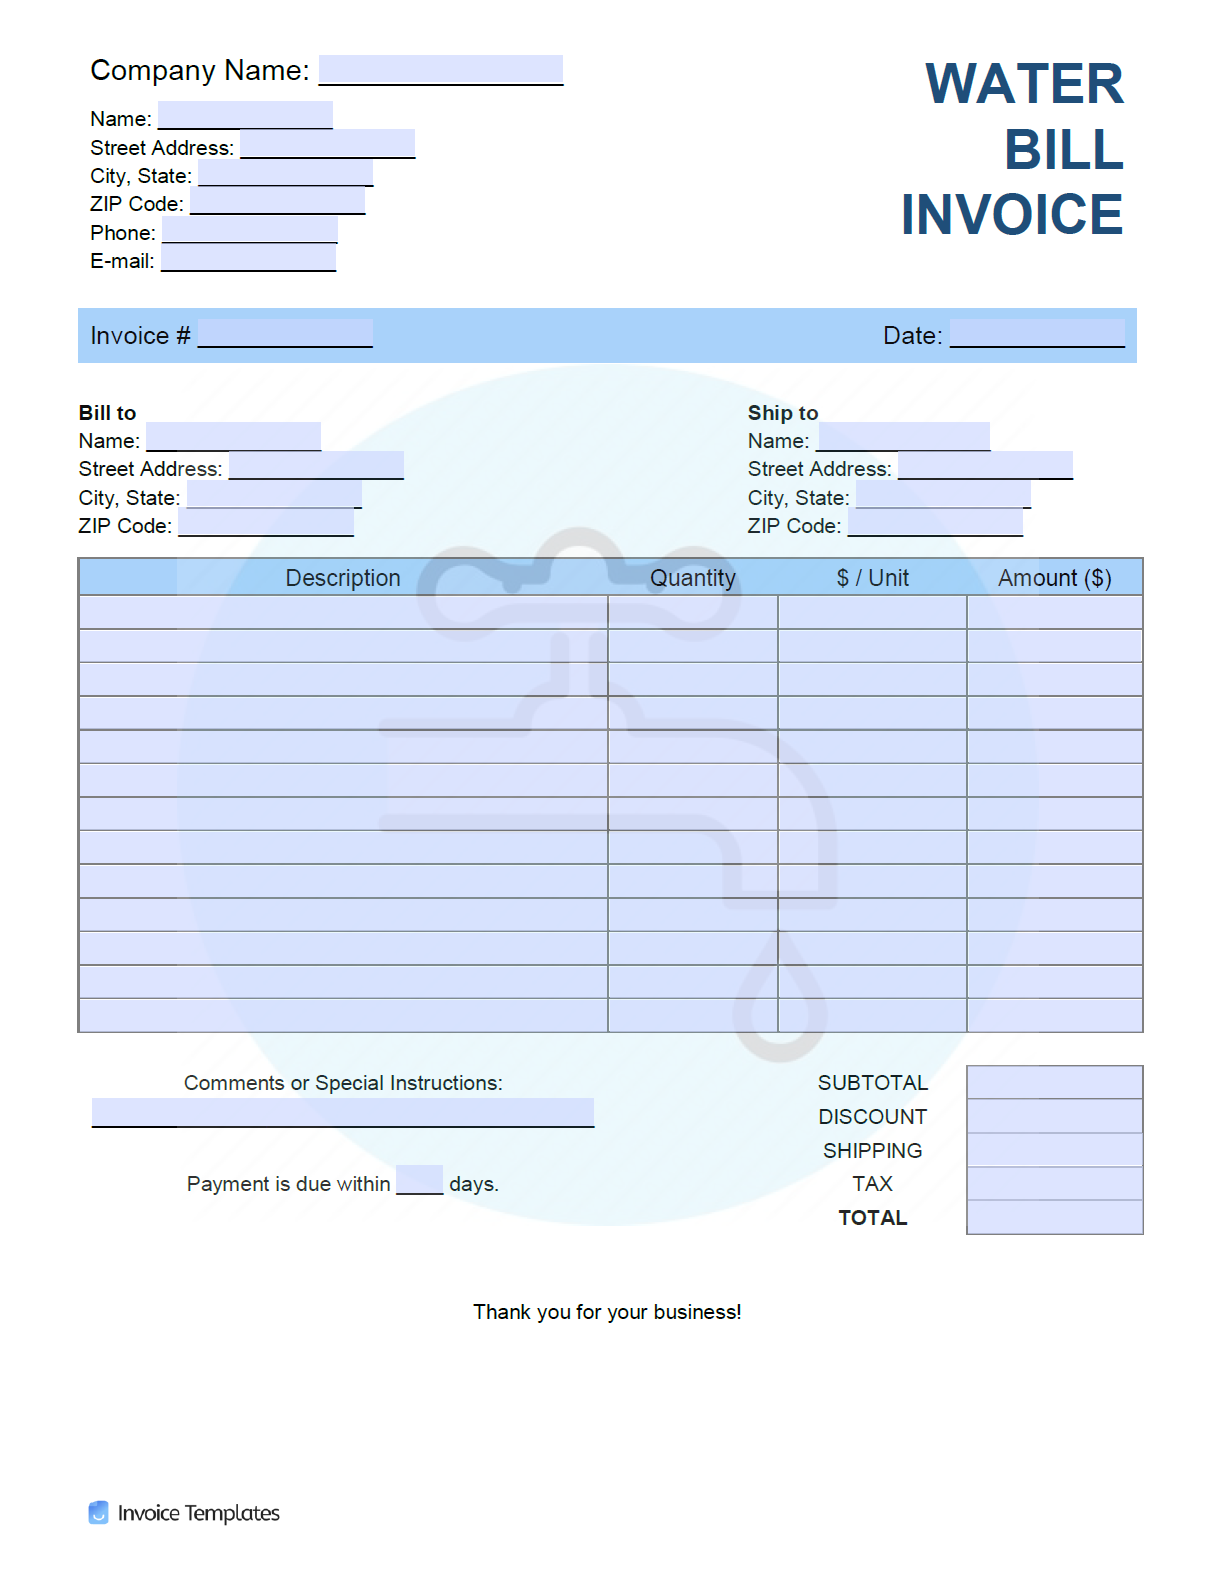 Company Name:
WATER
BILL
INVOICE
Name:
Street Address:
City, State:
ZIP Code:
Phone:
E-mail:
Invoice # Date:
Bill to Ship to
Name: Name:
Street Address: Street Address:
City, State: City, State:
ZIP Code: ZIP Code:
Description Quantity $ / Unit Amount ($)
Comments or Special Instructions: SUBTOTAL
DISCOUNT
SHIPPING
Payment is due within days. TAX
TOTAL
Thank you for your business!
Invoice Templates